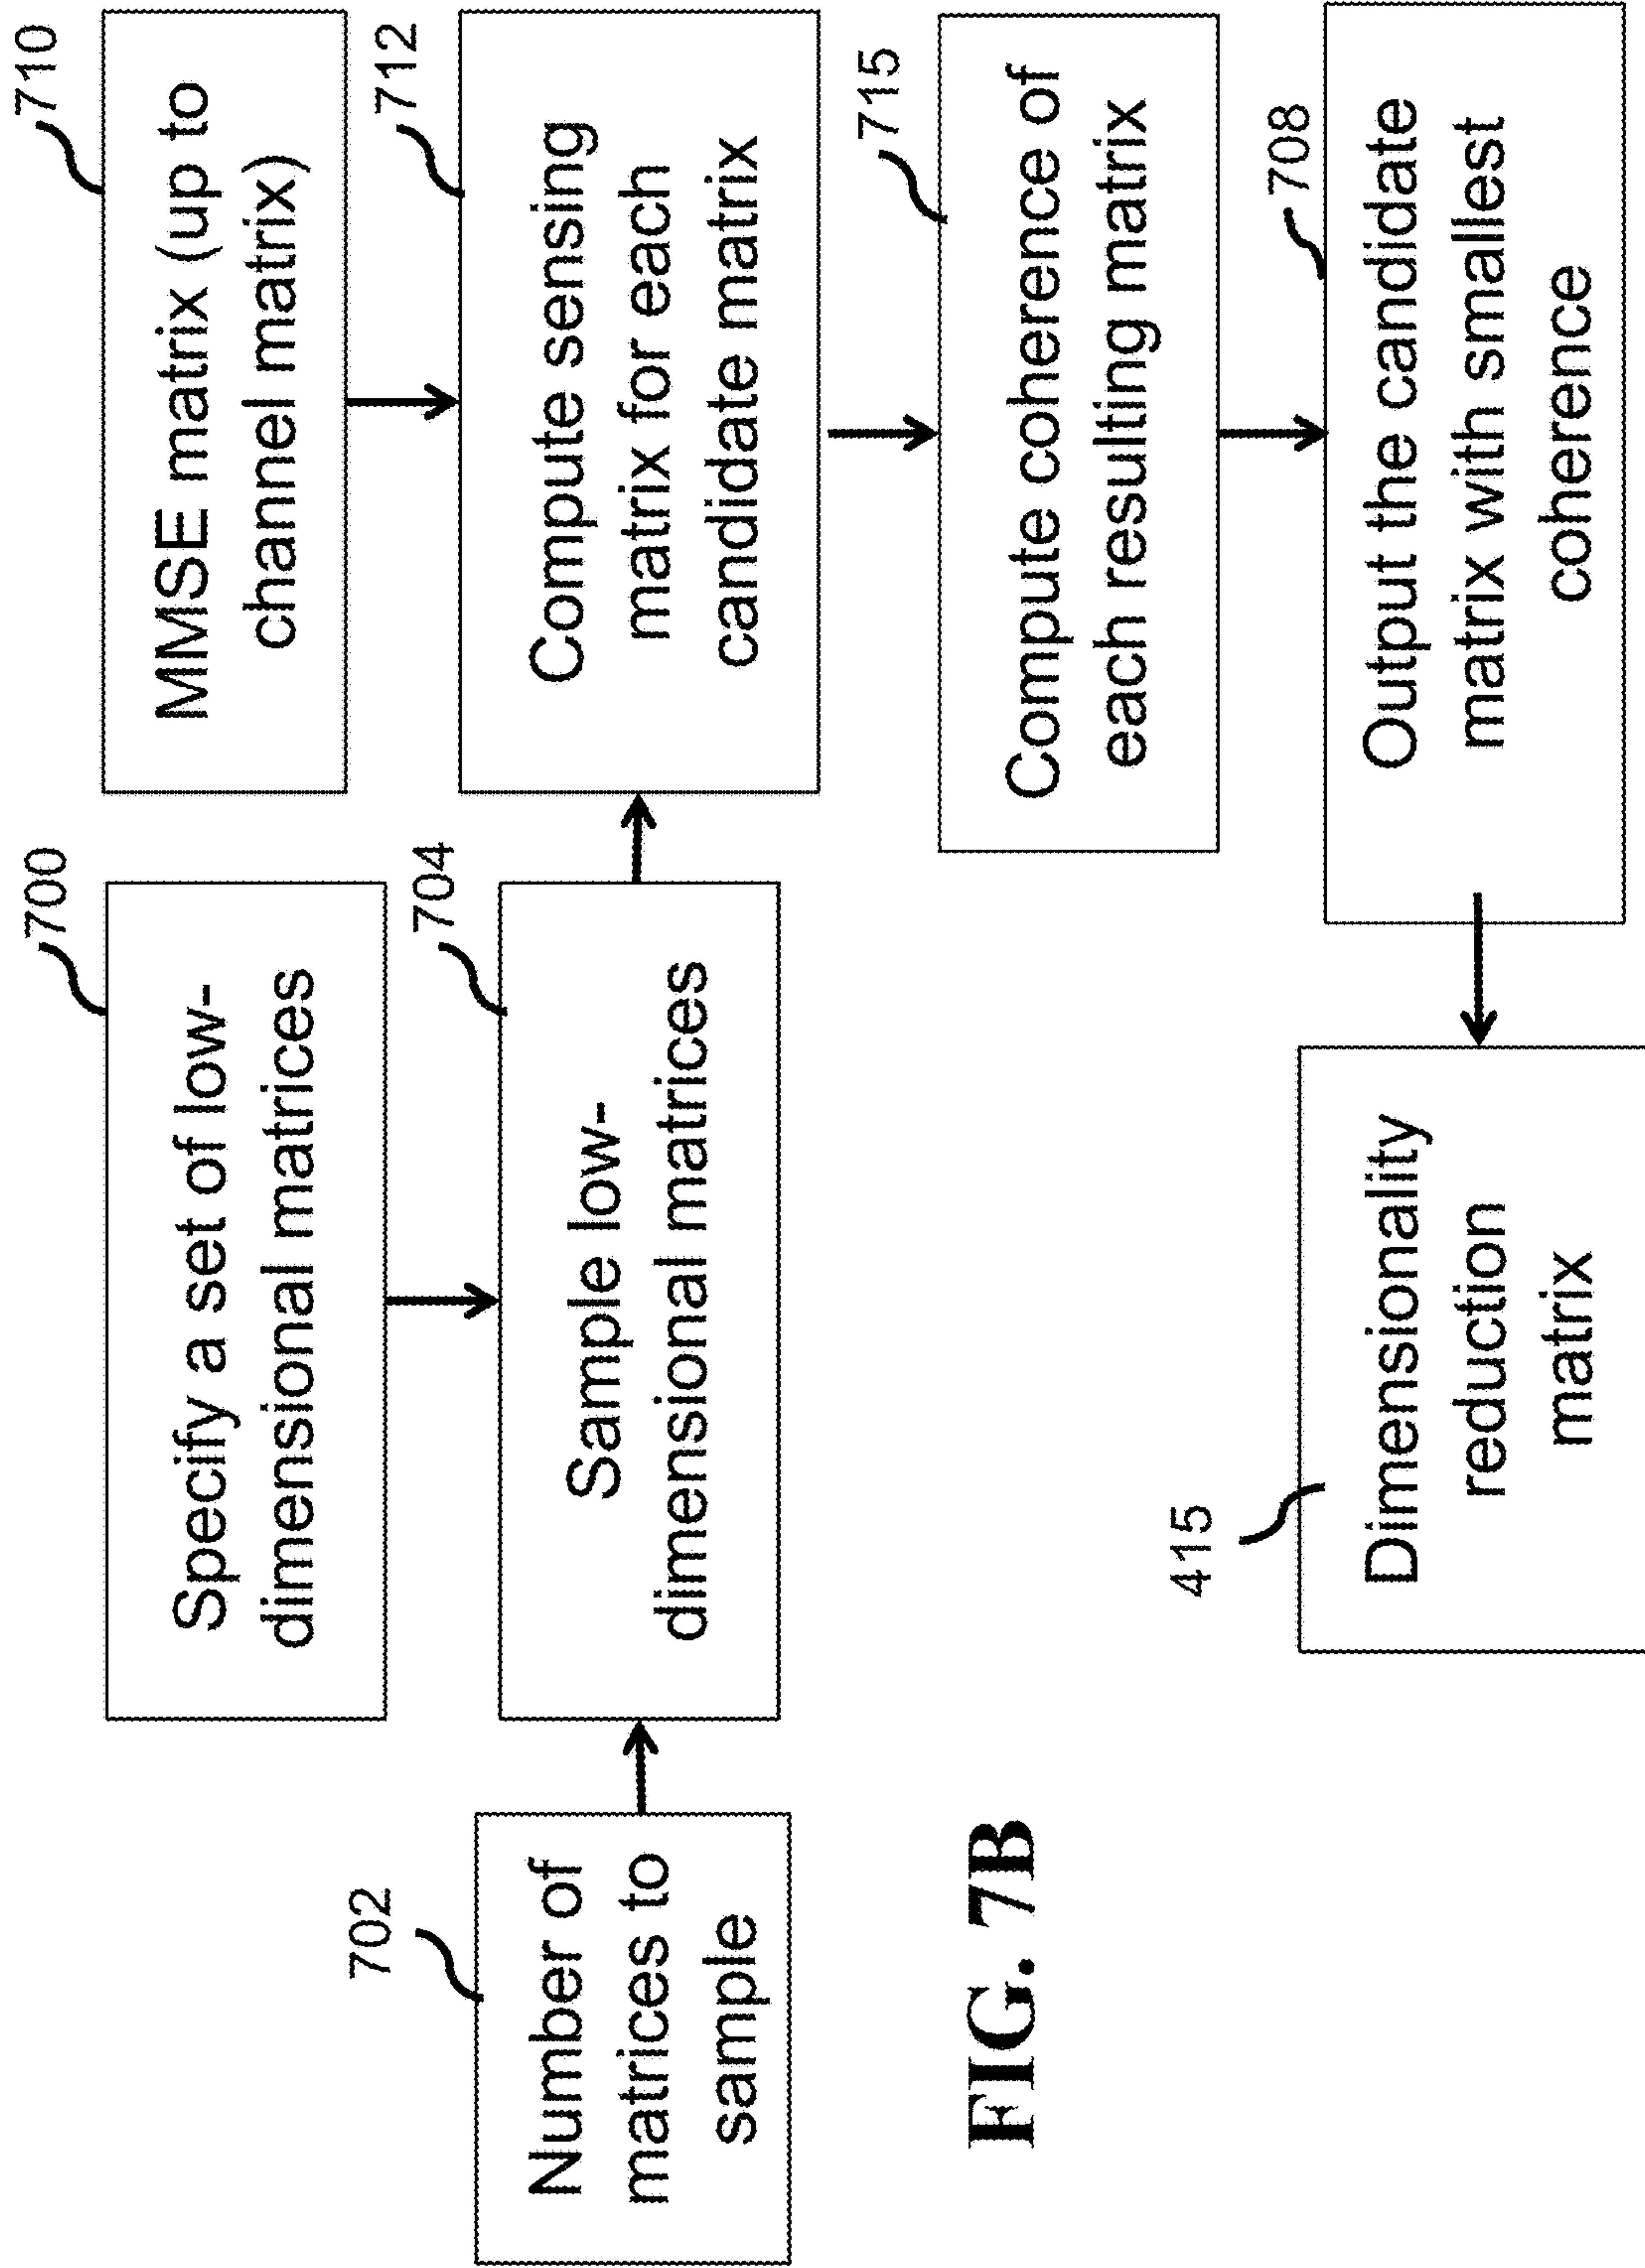 700
Specify a set of low-
dimensional matrices
710
MMSE matrix (up to
channel matrix)
702
Number of
matrices to
sample
704
Sample low-
dimensional matrices
712
Compute sensing
matrix for each
candidate matrix
715
Compute coherence of
each resulting matrix
708
Output the candidate
matrix with smallest
coherence
415
Dimensionality
reduction
matrix
FIG. 7B